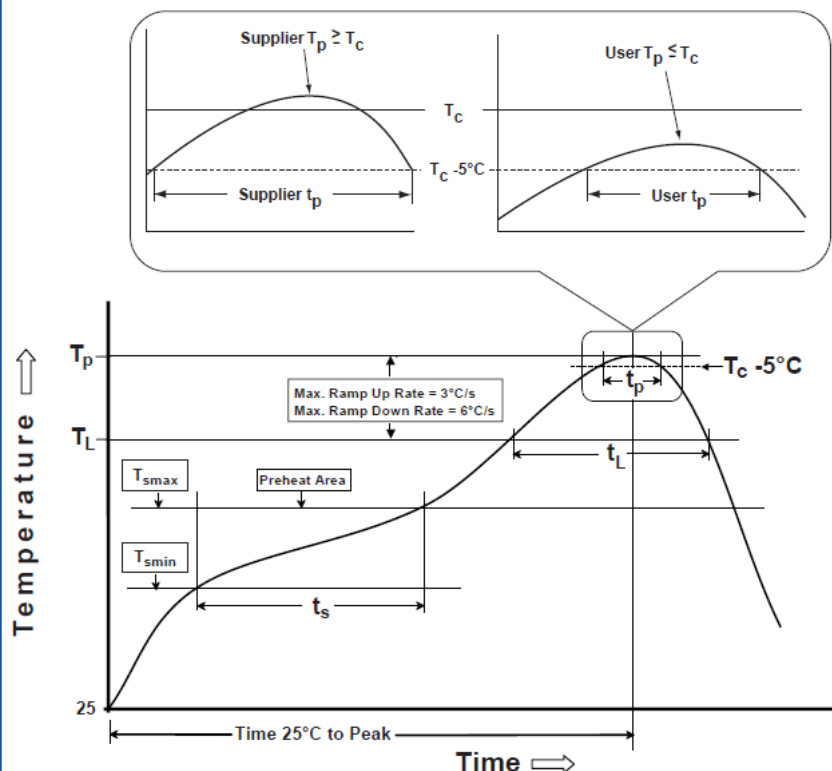 Supplier Tp ≥ Tc
User Tp ≤ Tc
Tc
Tc -5°C
Supplier tp
User tp
Tp
Tc -5°C
tp
Max. Ramp Up Rate = 3°C/s
Max. Ramp Down Rate = 6°C/s
TL
tL
Tsmax
Preheat Area
Tsmin
ts
Temperature
25
Time 25°C to Peak
Time